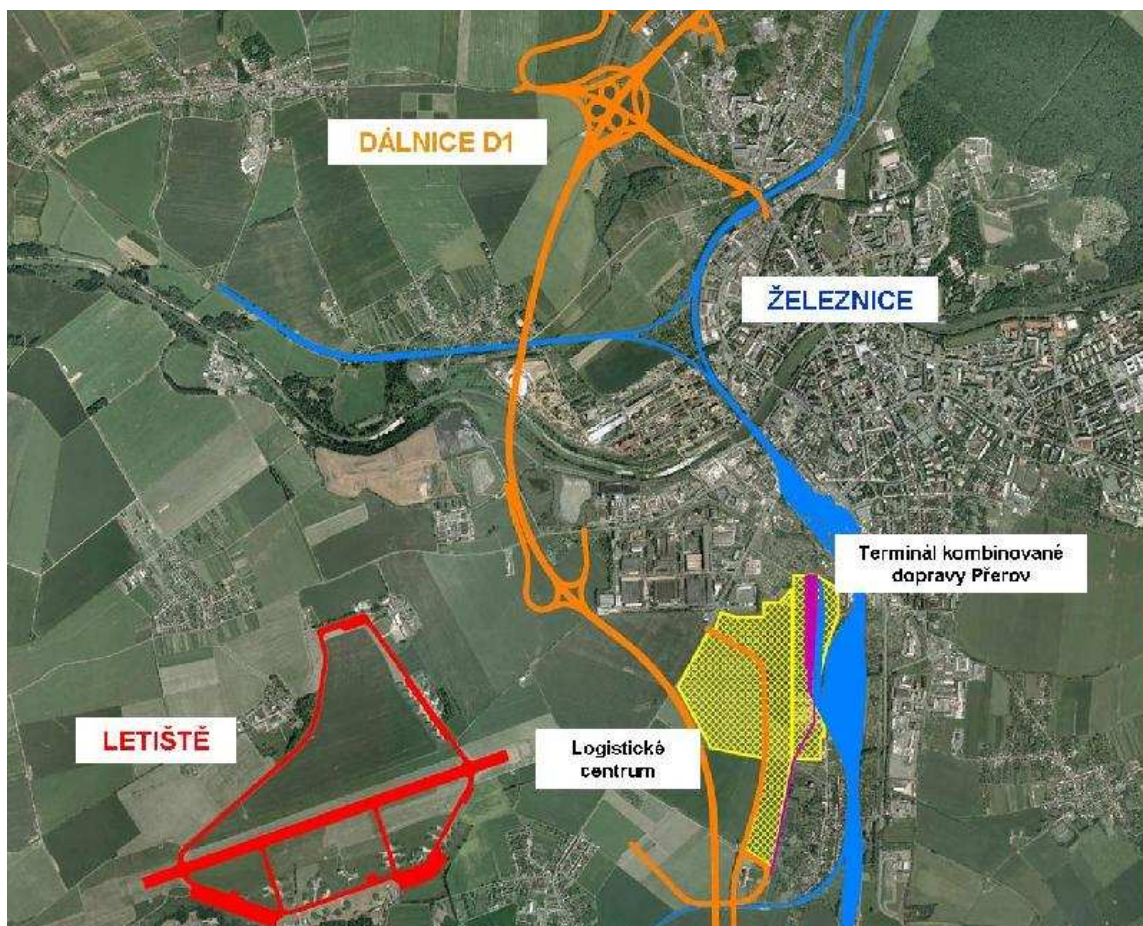 DÁLNICE D1
ŽELEZNICE
Terminál kombinované
dopravy Přerov
LETIŠTĚ
Logistické
centrum